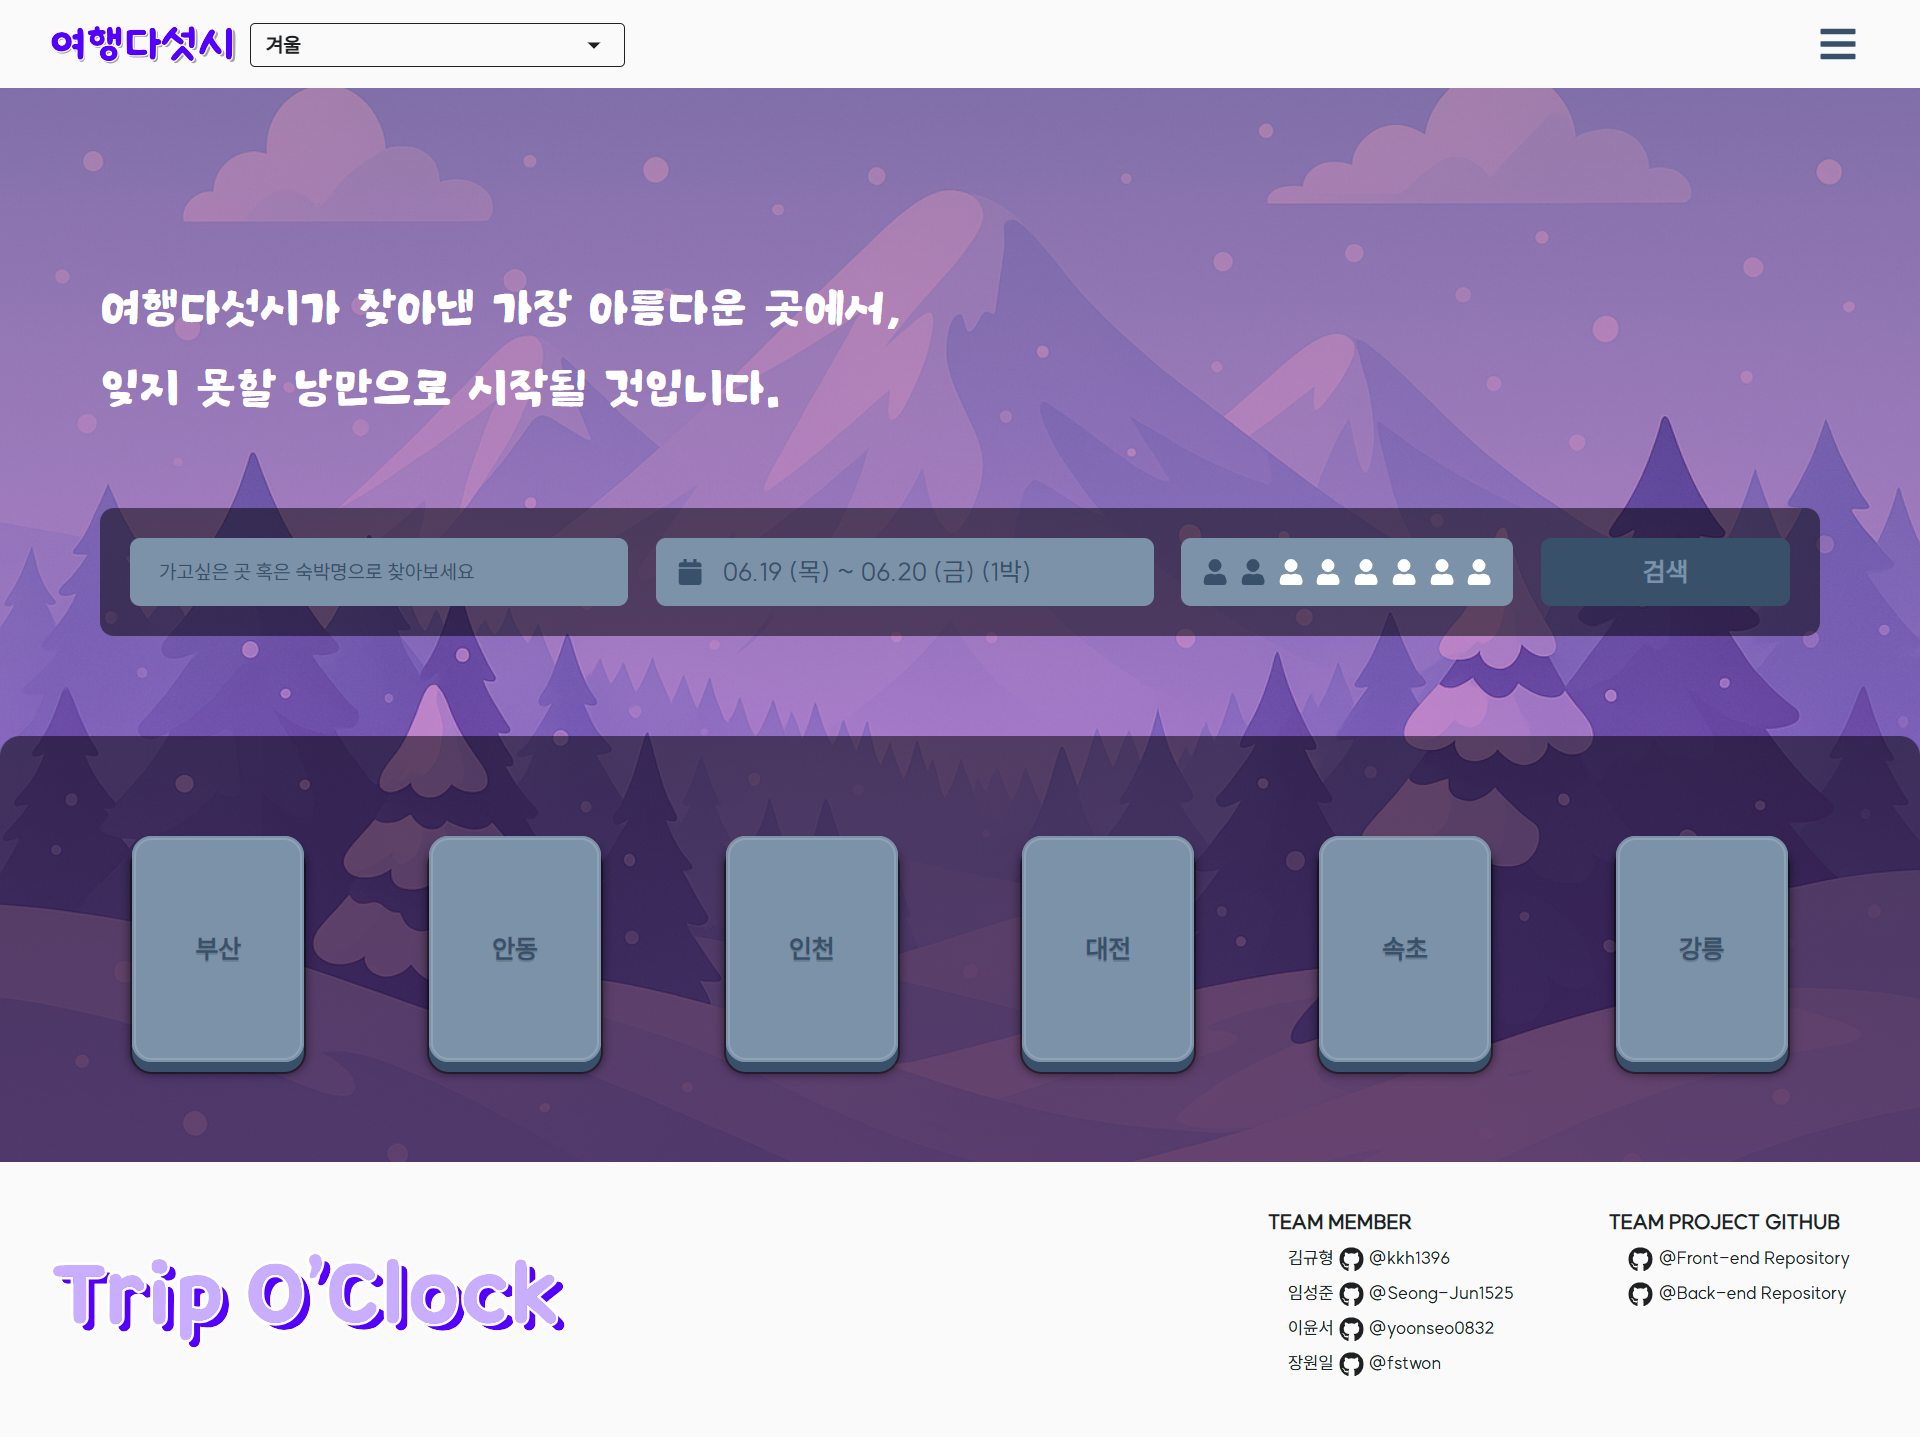 여행다섯시
겨울
여행다섯시가 찾아낸 가장 아름다운 곳에서,
잊지 못할 낭만으로 시작될 것입니다.
가고싶은 곳 혹은 숙박명으로 찾아보세요
06.19 (목) ~ 06.20 (금) (1박)
검색
부산
안동
인천
대전
속초
강릉
Trip O'Clock
TEAM MEMBER
김규형 @kkh1396
임성준 @Seong-Jun1525
이윤서 @yoonseo0832
장원일 @fstwon
TEAM PROJECT GITHUB
@Front-end Repository
@Back-end Repository